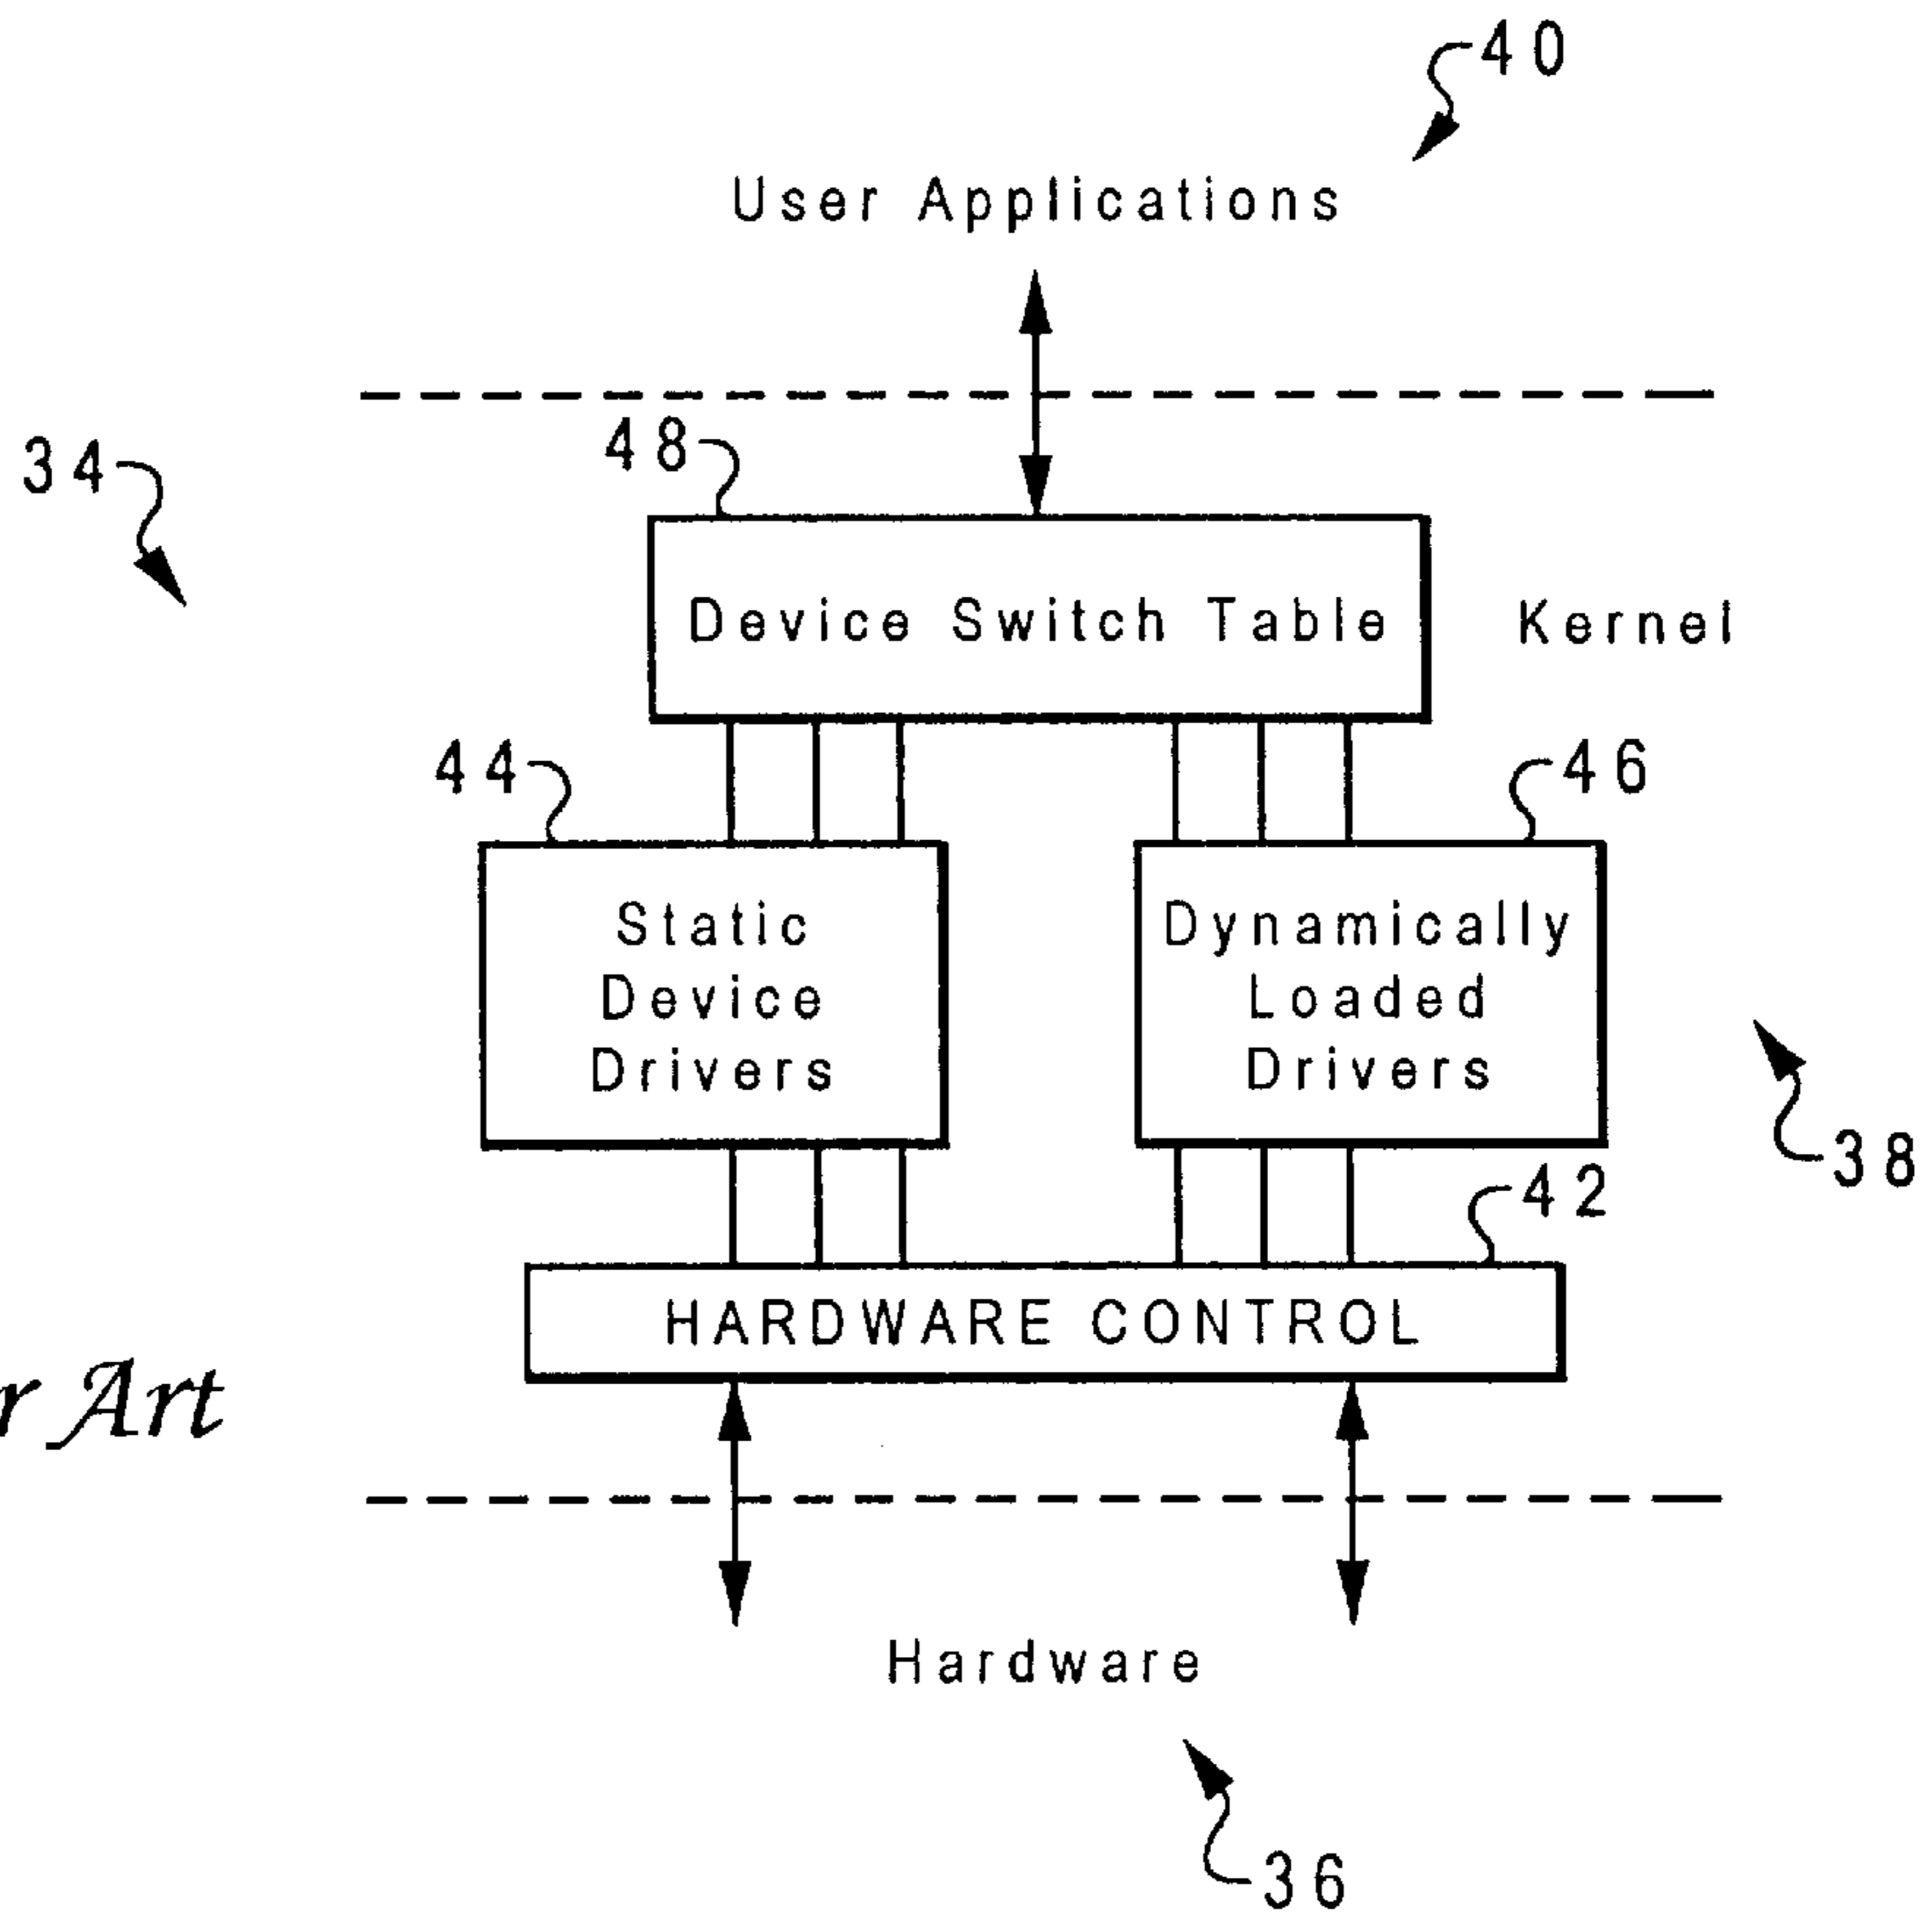 40
User Applications
34
48
Device Switch Table
Kernel
44
46
Static
Device
Drivers
Dynamically
Loaded
Drivers
38
42
HARDWARE CONTROL
Art
Hardware
36